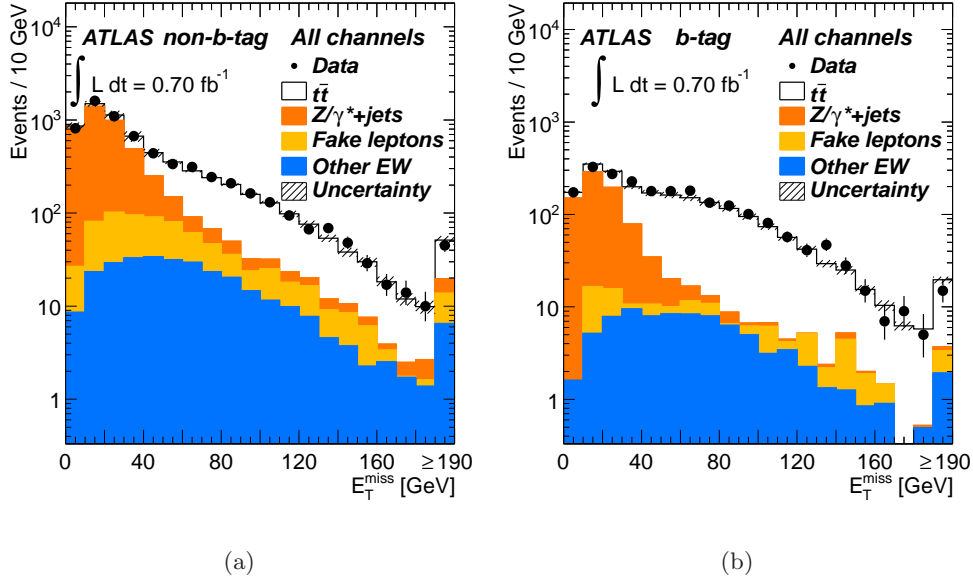 Events / 10 GeV
10⁴
10³
10²
10
1
ATLAS non-b-tag
∫ L dt = 0.70 fb⁻¹
All channels
Data
tt̄
Z/γ*+jets
Fake leptons
Other EW
Uncertainty
0 40 80 120 160 ≥190
E_T^miss [GeV]
(a)
Events / 10 GeV
10⁴
10³
10²
10
1
ATLAS b-tag
∫ L dt = 0.70 fb⁻¹
All channels
Data
tt̄
Z/γ*+jets
Fake leptons
Other EW
Uncertainty
0 40 80 120 160 ≥190
E_T^miss [GeV]
(b)